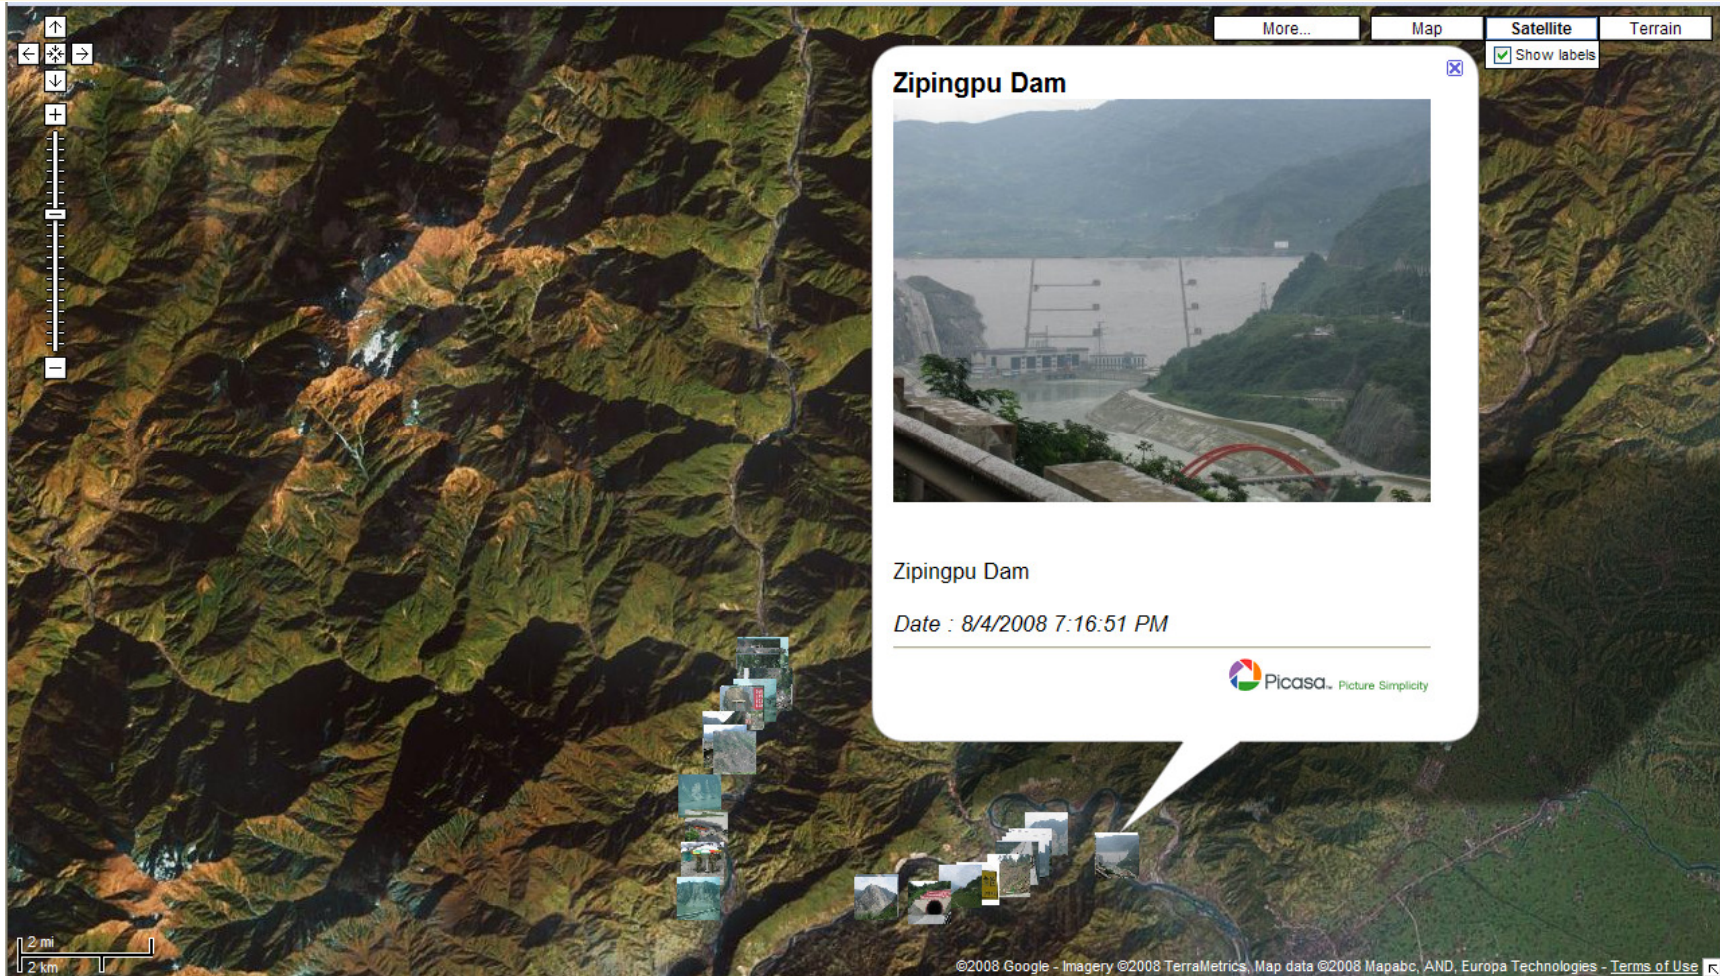 More...
Map
Satellite
Terrain
Show labels
Zipingpu Dam
Zipingpu Dam
Date : 8/4/2008 7:16:51 PM
Picasa™ Picture Simplicity
2 mi
2 km
©2008 Google - Imagery ©2008 TerraMetrics, Map data ©2008 Mapabc, AND, Europa Technologies - Terms of Use